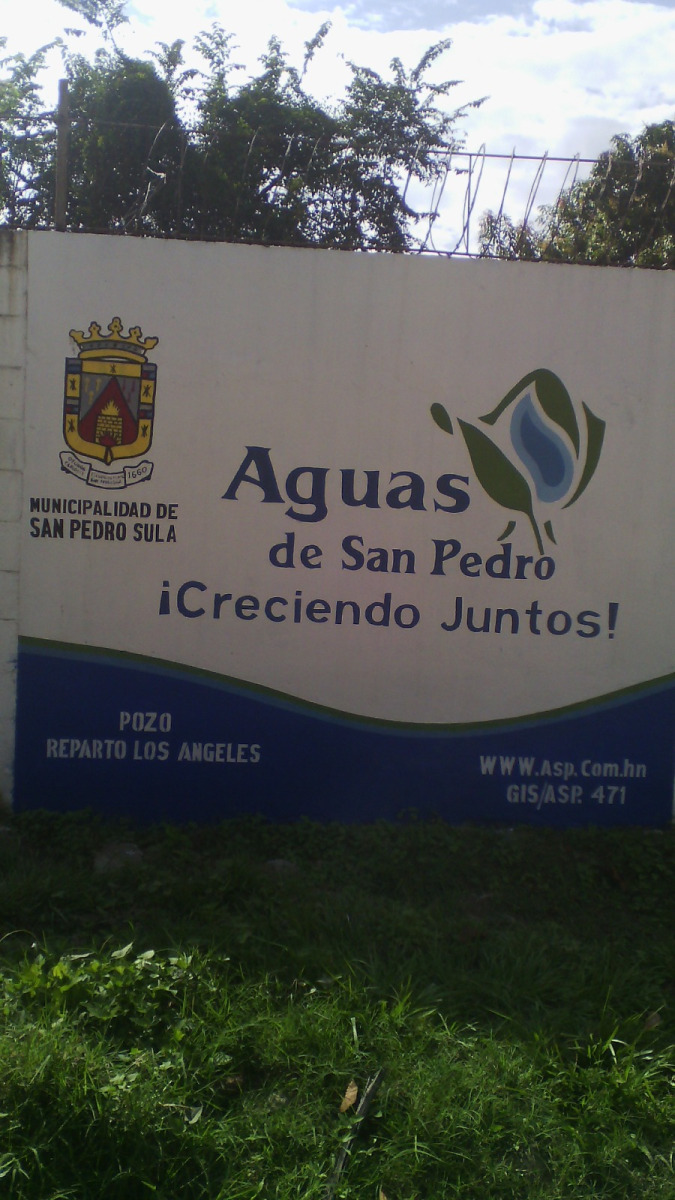 1660
MUNICIPALIDAD DE
SAN PEDRO SULA
Aguas
de San Pedro
¡Creciendo Juntos!
POZO
REPARTO LOS ANGELES
WWW.Asp.Com.hn
GIS/ASP. 471